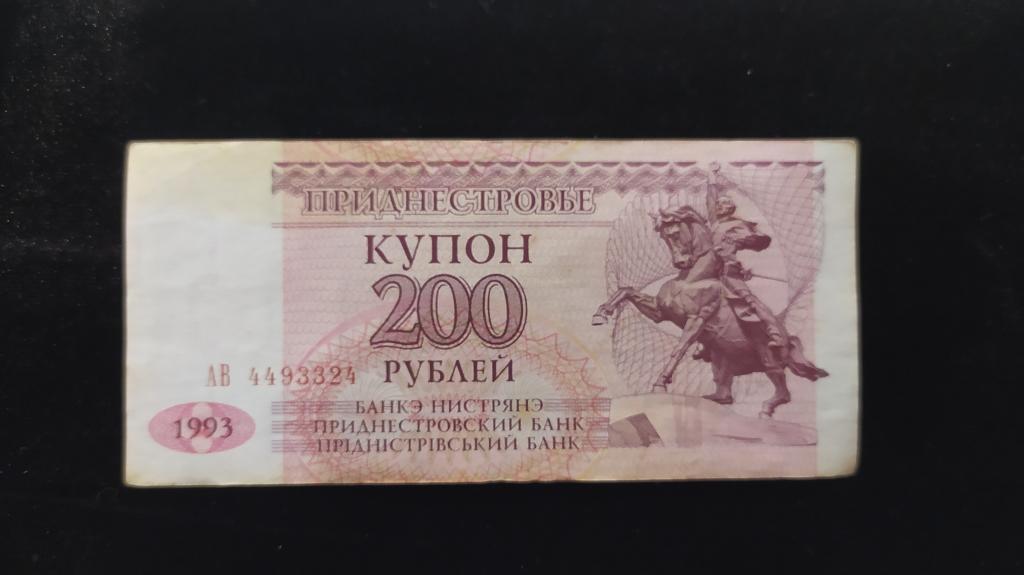 ПРИДНЕСТРОВЬЕ
КУПОН
200
РУБЛЕЙ
АВ 4493324
1993
БАНКЭ НИСТРЯНЭ
ПРИДНЕСТРОВСКИЙ БАНК
ПРІДНІСТРІВСЬКИЙ БАНК